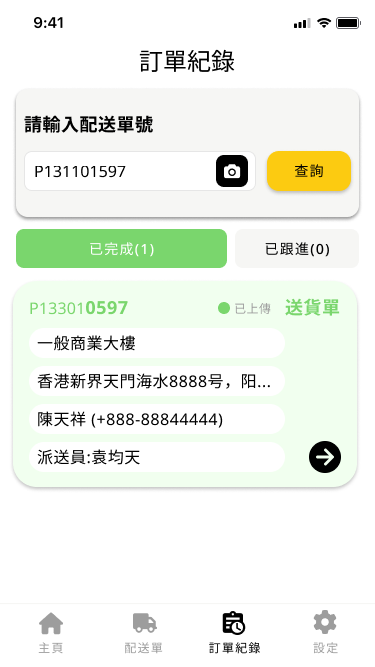 9:41
訂單紀錄
請輸入配送單號
P131101597
查詢
已完成(1)
已跟進(0)
P133010597
已上傳
送貨單
一般商業大樓
香港新界天門海水8888号，阳...
陳天祥 (+888-88844444)
派送員:袁均天
主頁
配送單
訂單紀錄
設定